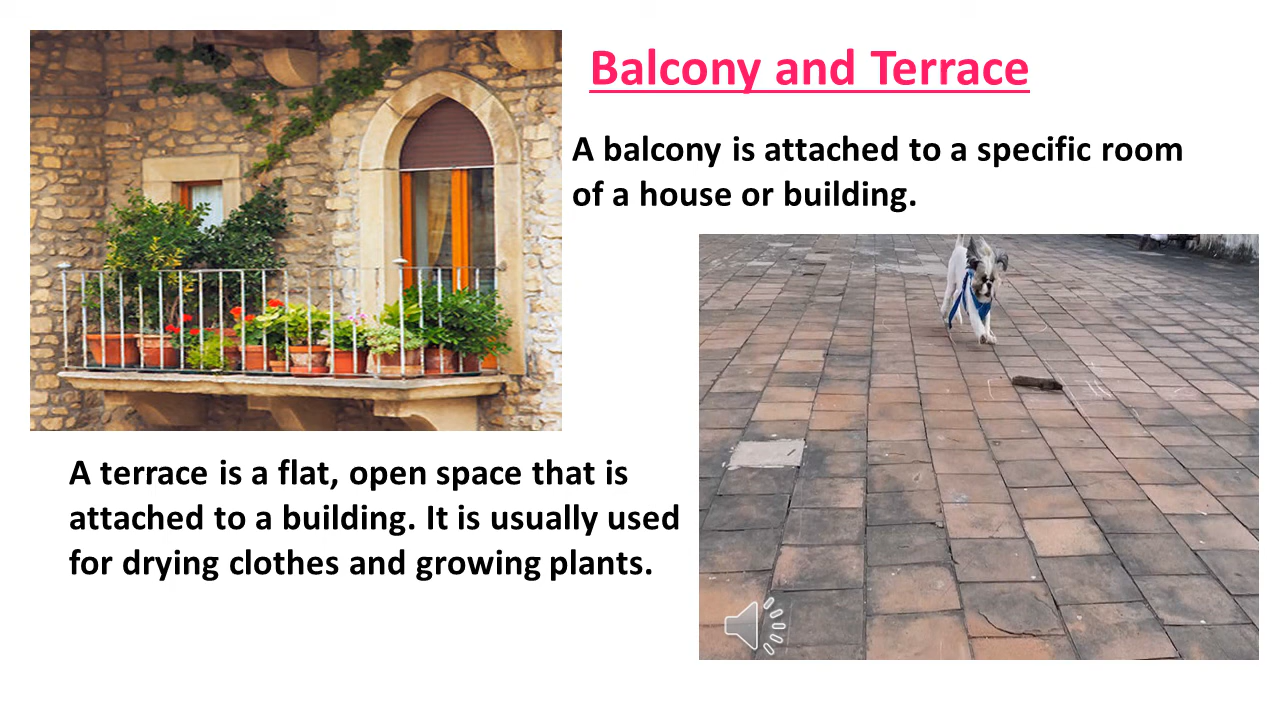 Balcony and Terrace
A balcony is attached to a specific room
of a house or building.
A terrace is a flat, open space that is
attached to a building. It is usually used
for drying clothes and growing plants.